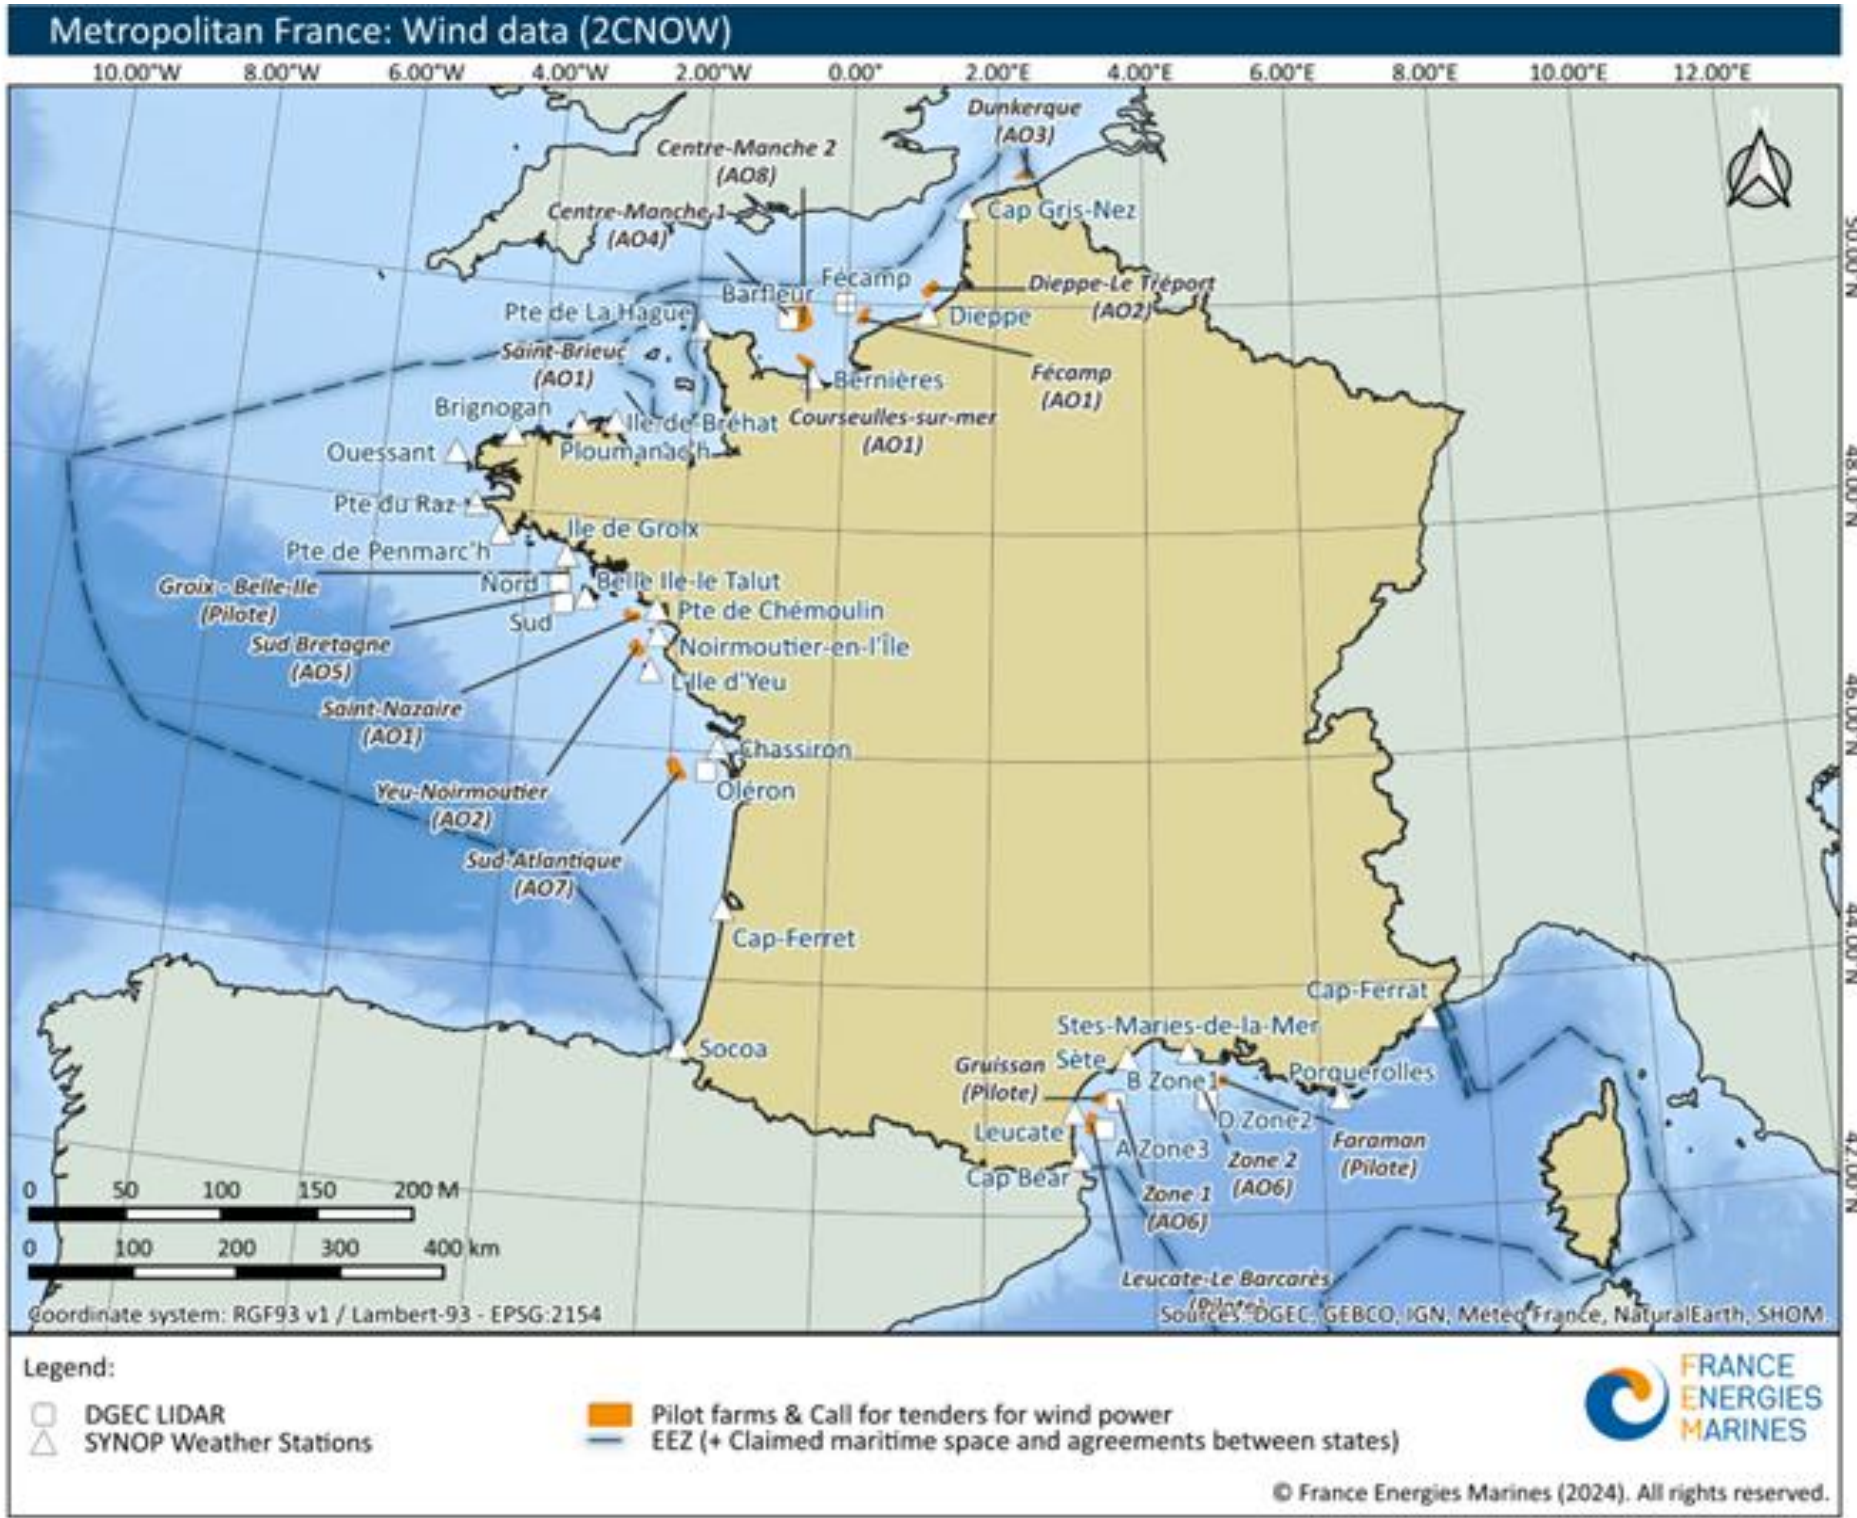 Metropolitan France: Wind data (2CNOW)
10.00°W 8.00°W 6.00°W 4.00°W 2.00°W 0.00°E 2.00°E 4.00°E 6.00°E 8.00°E 10.00°E 12.00°E
N
Dunkerque
(AO3)
Centre-Manche 2
(AO8)
Centre-Manche 1
(AO4)
Cap Gris-Nez
50.00°N
Fécamp
Barfleur
Dieppe-Le Tréport
(AO2)
Pte de La Hague
Dieppe
Saint-Brieuc
(AO1)
Fécamp
(AO1)
Bernières
Brignogan
Ile de Bréhat
Courseulles-sur-mer
(AO1)
Ouessant
Ploumanac'h
48.00°N
Pte du Raz
Ile de Groix
Pte de Penmarc'h
Groix - Belle-Ile
(Pilote)
Nord
Belle Ile-le Talut
Sud
Pte de Chémoulin
Sud Bretagne
(AO5)
Noirmoutier-en-l'Île
L'Ile d'Yeu
46.00°N
Saint-Nazaire
(AO1)
Chassiron
Oléron
Yeu-Noirmoutier
(AO2)
Sud-Atlantique
(AO7)
Cap-Ferret
44.00°N
Cap-Ferrat
Stes-Maries-de-la-Mer
Socoa
Gruissan
(Pilote)
Sète
B Zone1
Porquerolles
D Zone2
Leucate
A Zone3
Faraman
(Pilote)
42.00°N
Zone 2
(AO6)
Cap Béar
Zone 1
(AO6)
Leucate-Le Barcarès
(Pilote)
0 50 100 150 200 M
0 100 200 300 400 km
Coordinate system: RGF93 v1 / Lambert-93 - EPSG:2154
Sources: DGEC, GEBCO, IGN, Météo France, NaturalEarth, SHOM.
Legend:
DGEC LIDAR
SYNOP Weather Stations
Pilot farms & Call for tenders for wind power
EEZ (+ Claimed maritime space and agreements between states)
FRANCE
ENERGIES
MARINES
© France Energies Marines (2024). All rights reserved.